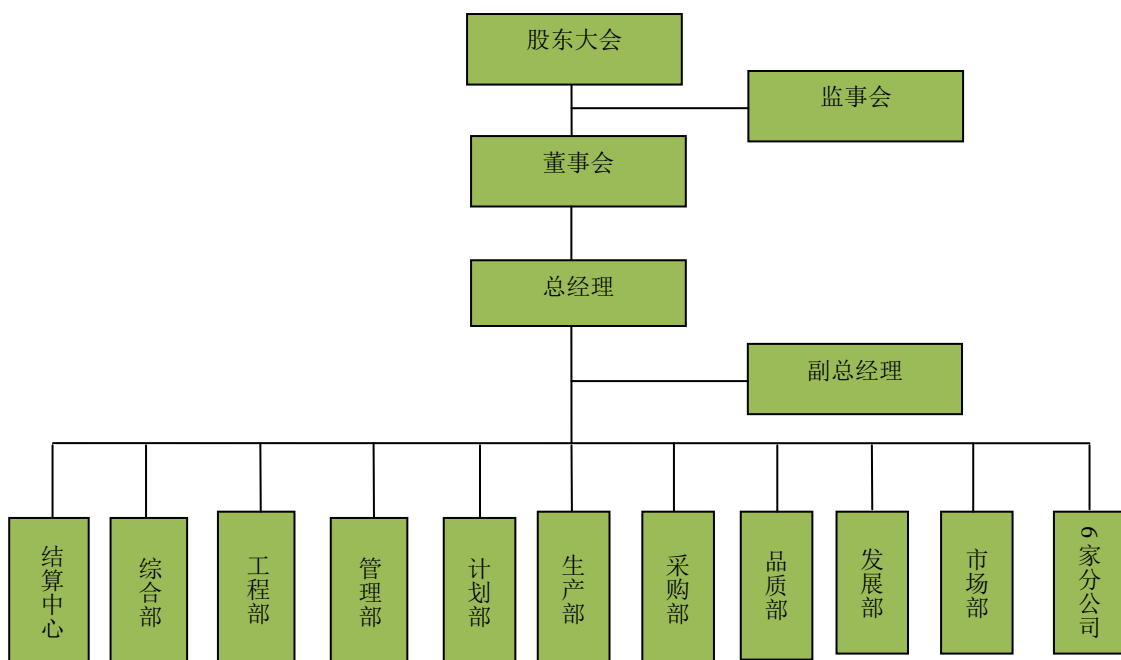 股东大会
监事会
董事会
总经理
副总经理
结算中心
综合部
工程部
管理部
计划部
生产部
采购部
品质部
发展部
市场部
6家分公司